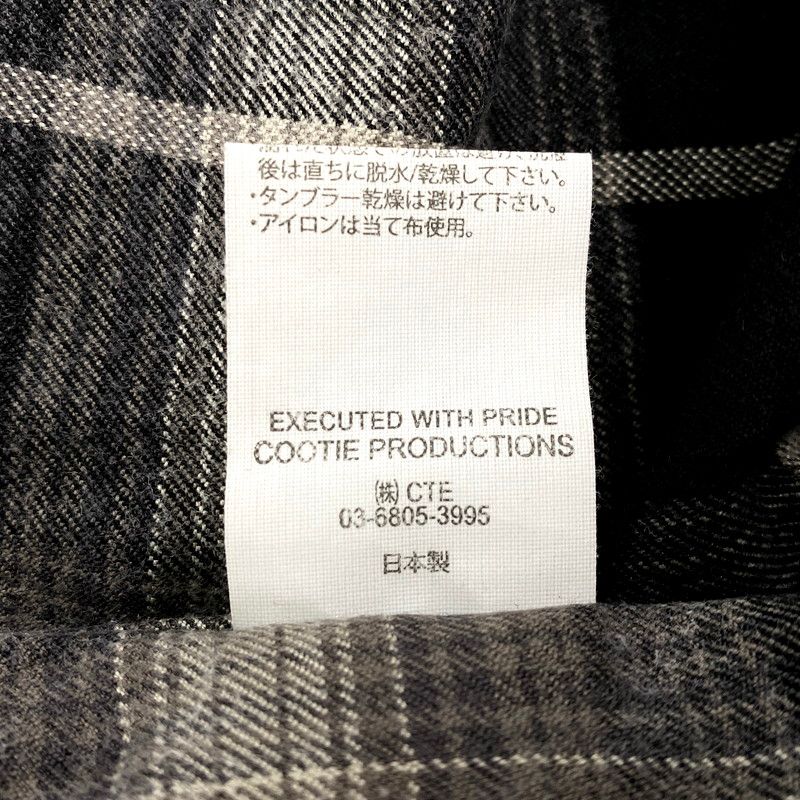 後は直ちに脱水/乾燥して下さい。
・タンブラー乾燥は避けて下さい。
・アイロンは当て布使用。
EXECUTED WITH PRIDE
COOTIE PRODUCTIONS
㈱ CTE
03-6805-3995
日本製